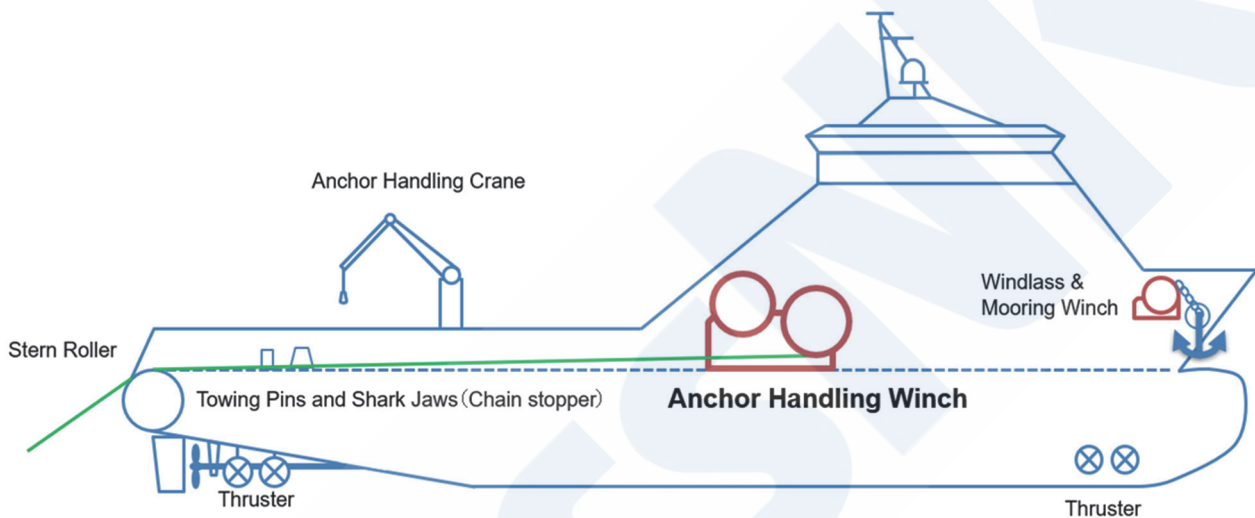 Anchor Handling Crane
Windlass &
Mooring Winch
Stern Roller
Towing Pins and Shark Jaws（Chain stopper）
Anchor Handling Winch
Thruster
Thruster